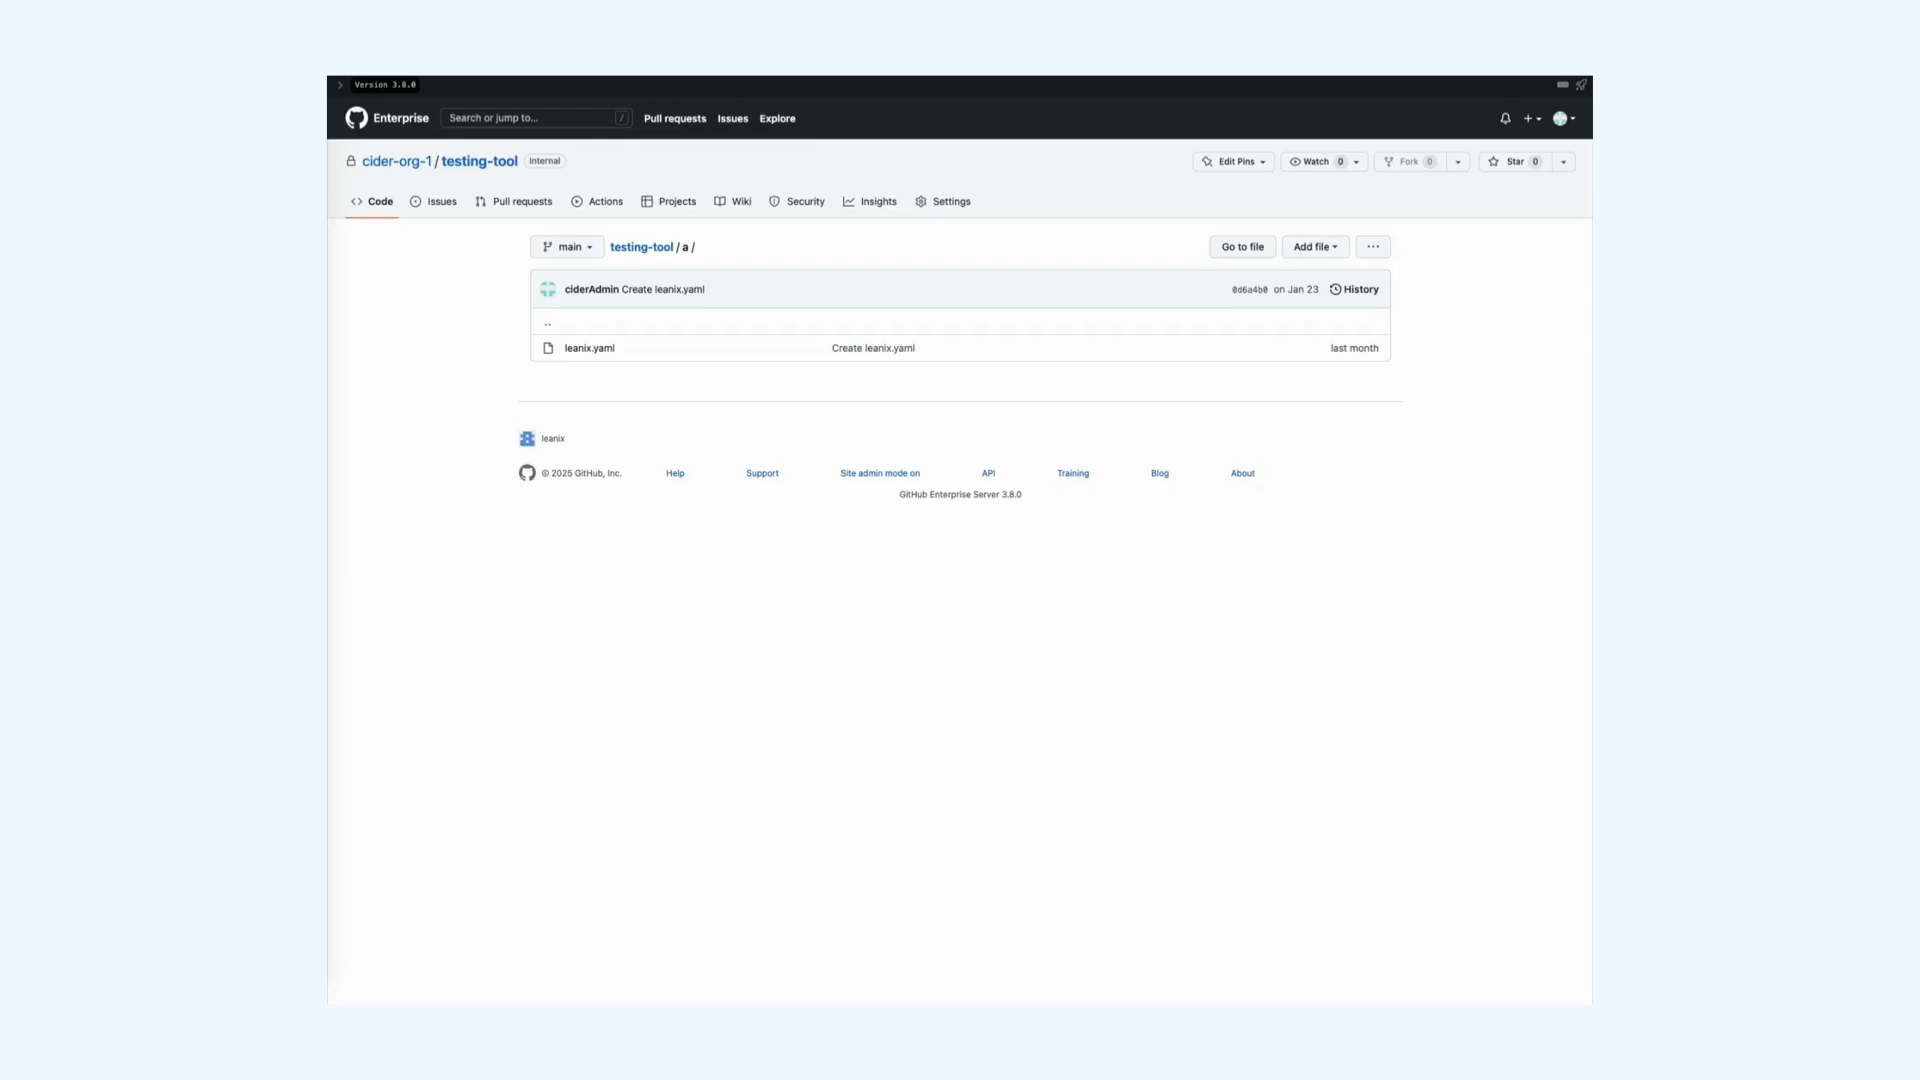 Version 3.8.0
Enterprise Search or jump to... / Pull requests Issues Explore
cider-org-1 / testing-tool Internal Edit Pins Watch 0 Fork 0 Star 0
Code Issues Pull requests Actions Projects Wiki Security Insights Settings
main testing-tool / a / Go to file Add file ...
ciderAdmin Create leanix.yaml 0d6a4b0 on Jan 23 History
..
leanix.yaml Create leanix.yaml last month
leanix
© 2025 GitHub, Inc. Help Support Site admin mode on API Training Blog About
GitHub Enterprise Server 3.8.0